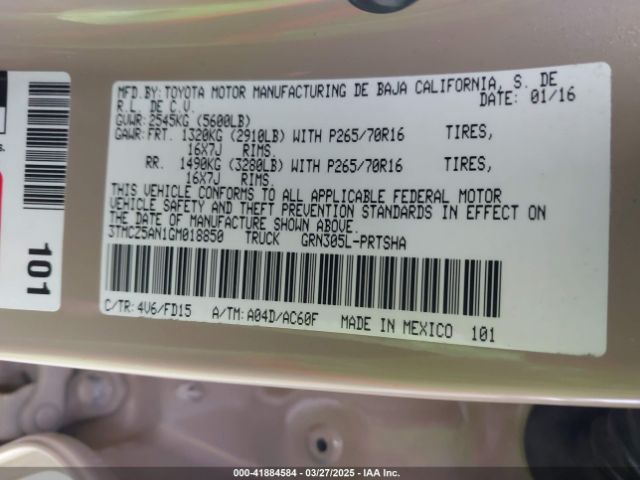 MFD.BY:TOYOTA MOTOR MANUFACTURING DE BAJA CALIFORNIA, S. DE
R.L. DE C.V. DATE: 01/16
GVWR:2545KG (5600LB)
GAWR:FRT. 1320KG (2910LB) WITH P265/70R16 TIRES,
16X7J RIMS.
RR. 1490KG (3280LB) WITH P265/70R16 TIRES,
16X7J RIMS.
THIS VEHICLE CONFORMS TO ALL APPLICABLE FEDERAL MOTOR
VEHICLE SAFETY AND THEFT PREVENTION STANDARDS IN EFFECT ON
THE DATE OF MANUFACTURE SHOWN ABOVE.
3TMCZ5AN1GM018850 TRUCK GRN305L-PRTSHA
C/TR:4V6/FD15 A/TM:A04D/AC60F MADE IN MEXICO 101
101
s.
000-41884584 | 03/27/2025 | IAA Inc.